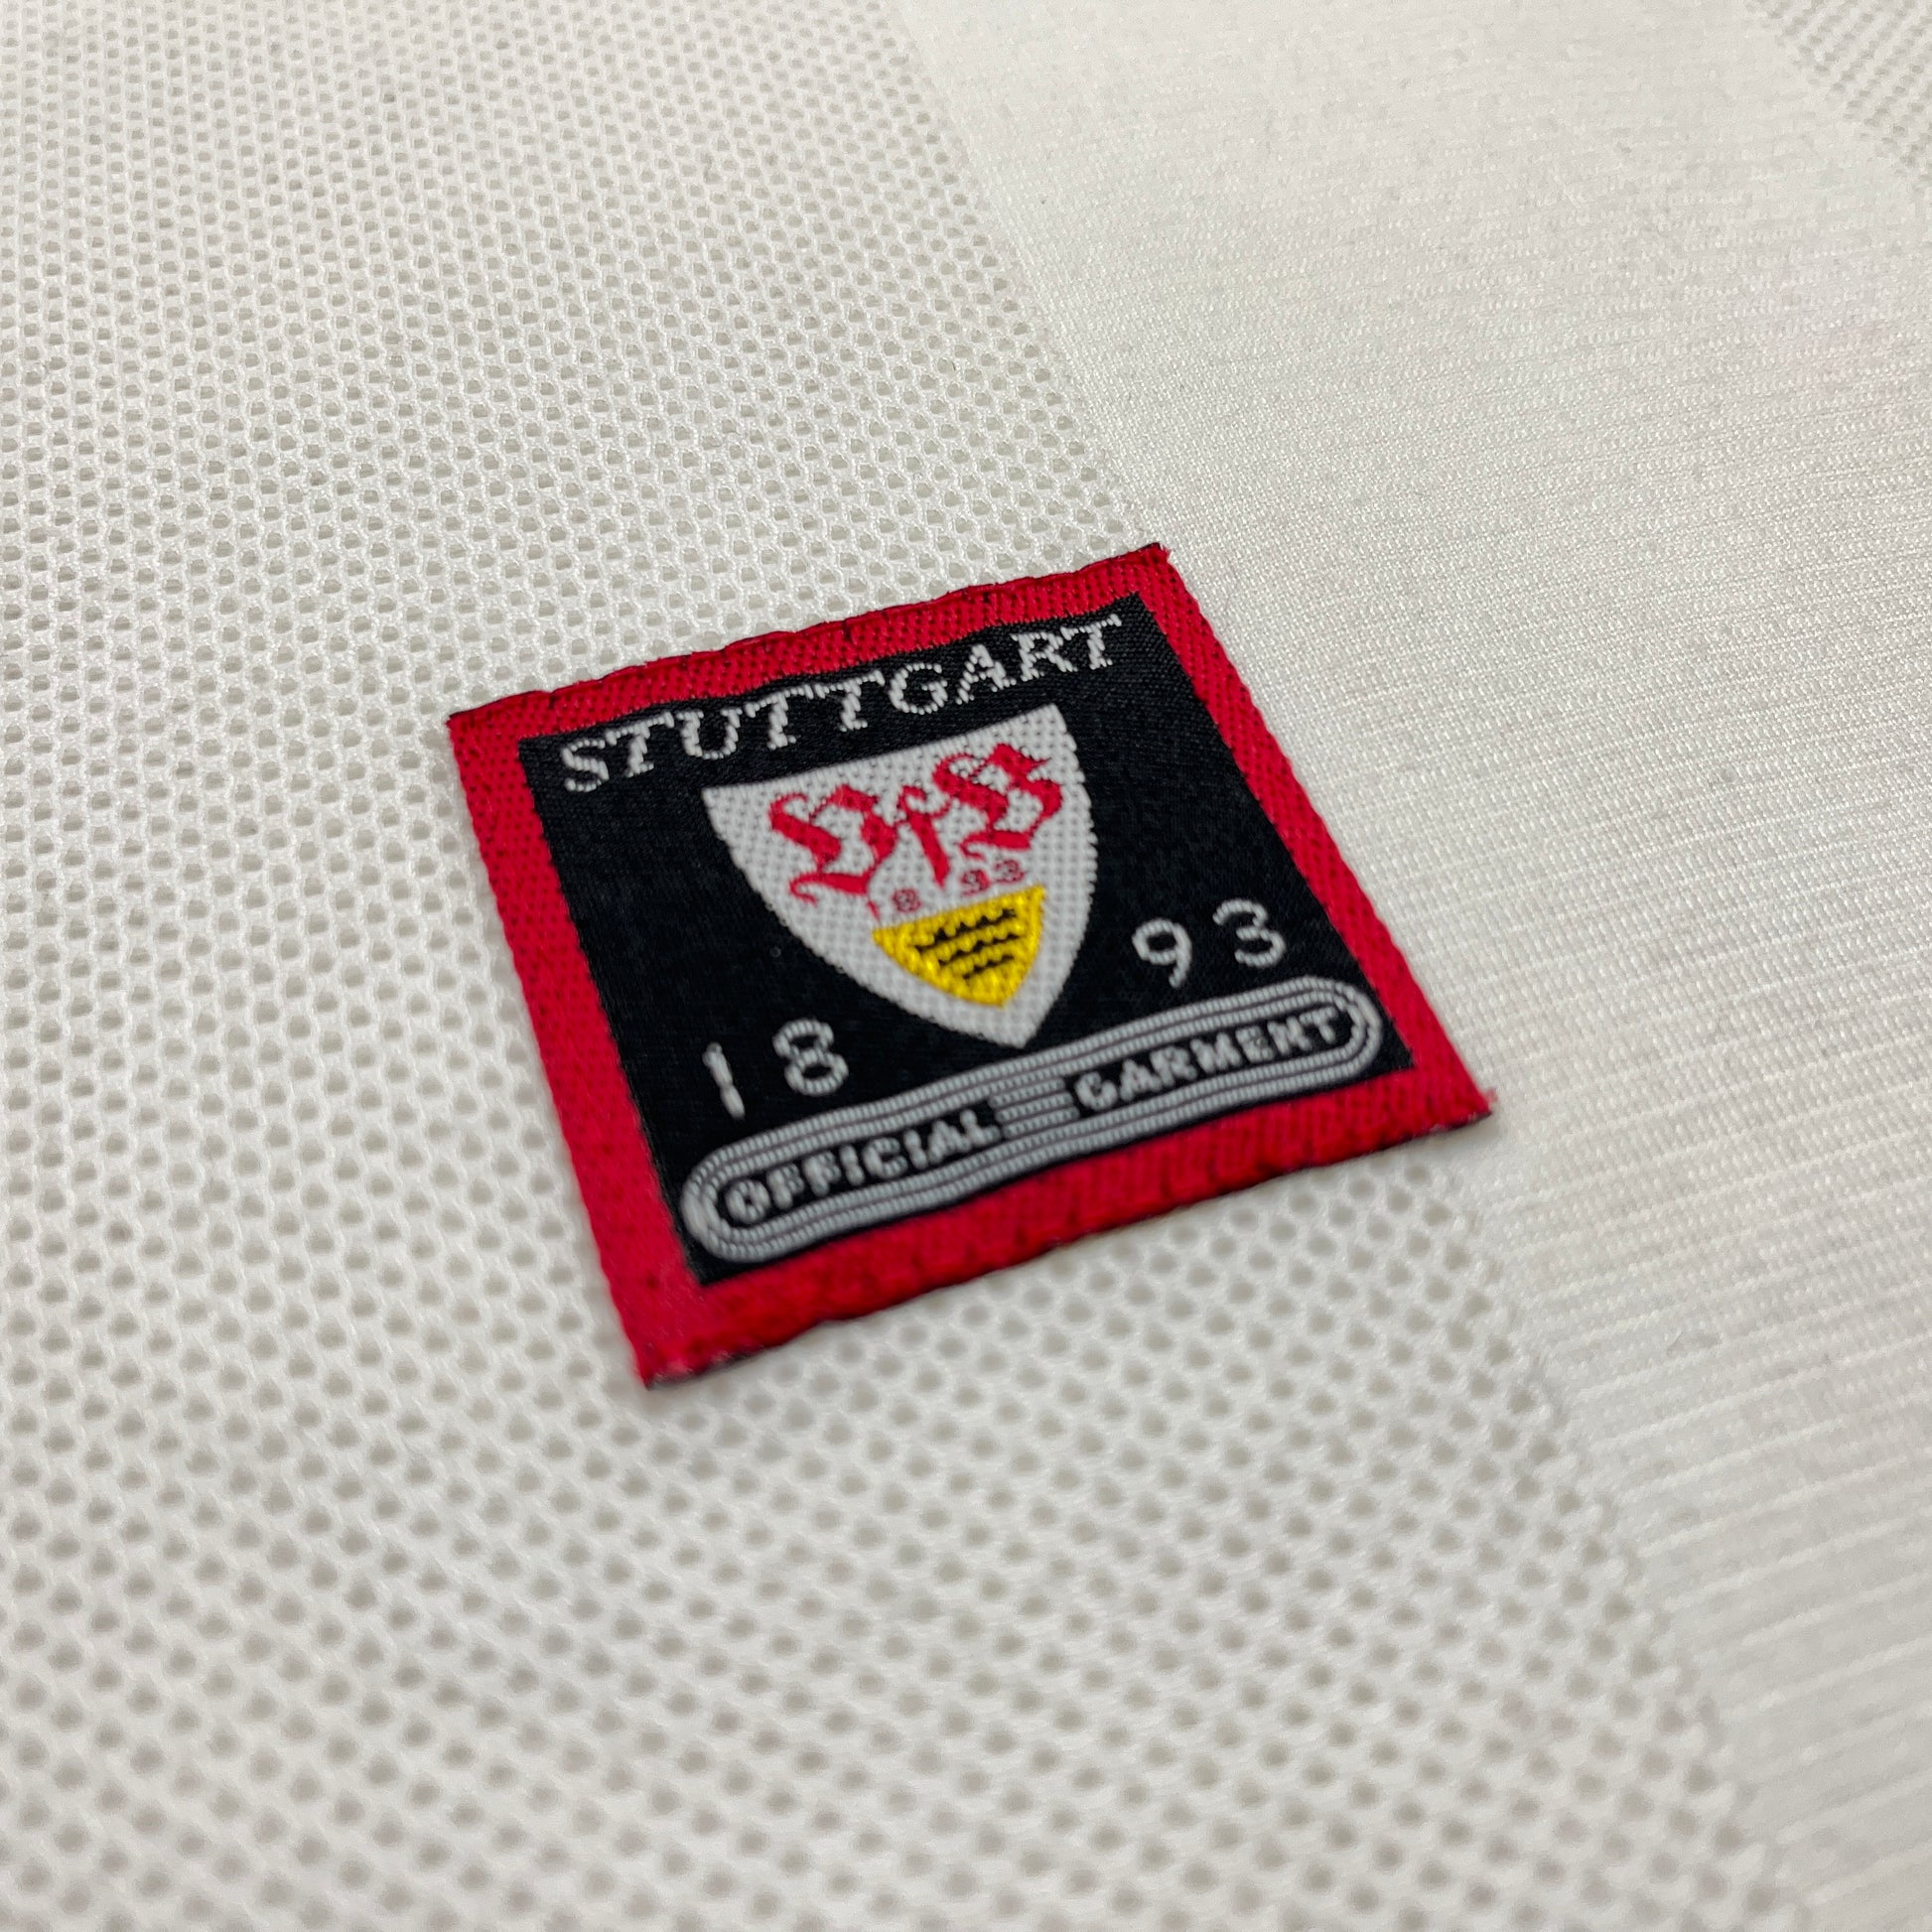 STUTTGART
VfB
1893
18 93
OFFICIAL GARMENT